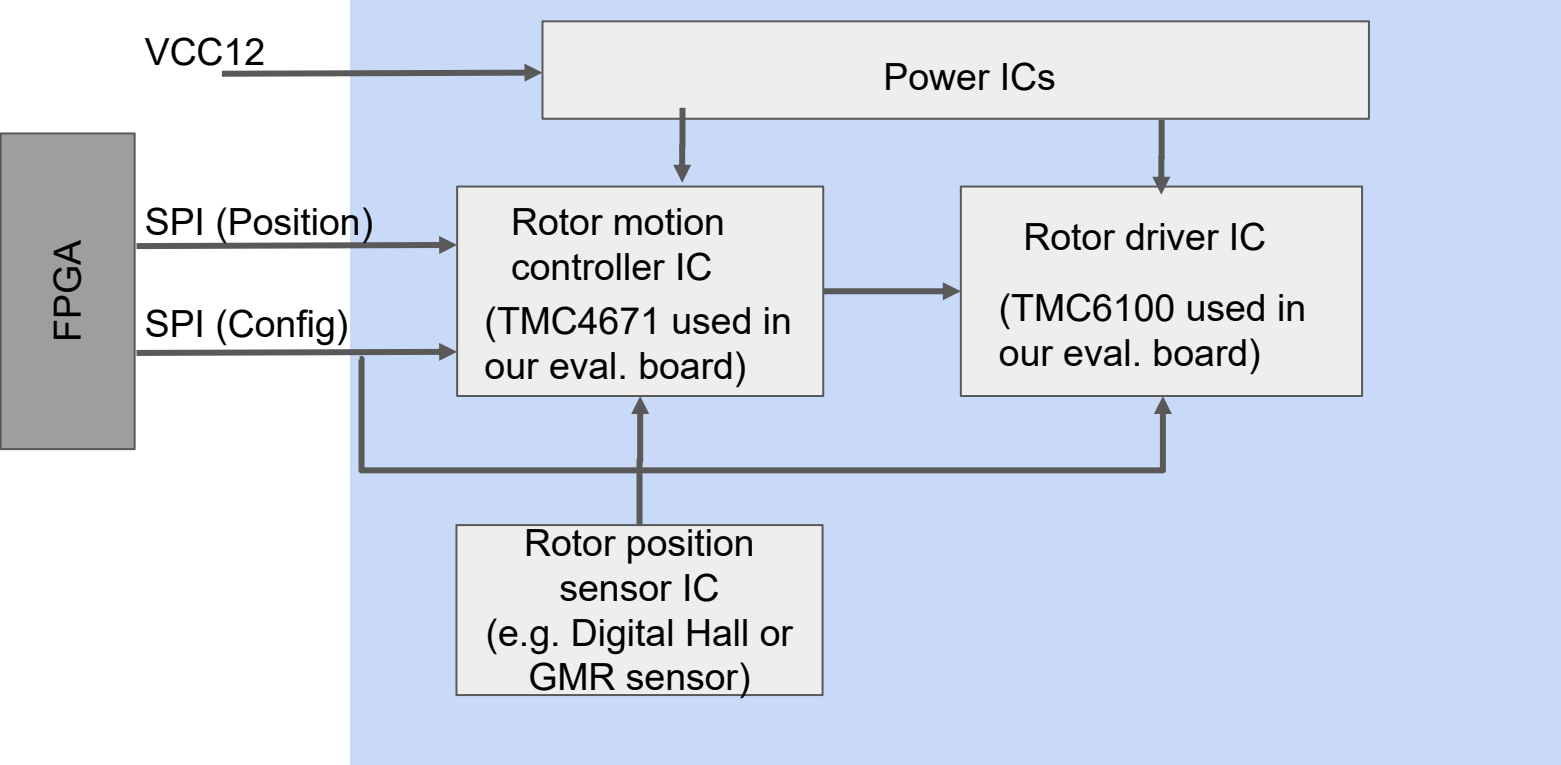 VCC12
Power ICs
FPGA
SPI (Position)
SPI (Config)
Rotor motion
controller IC
(TMC4671 used in
our eval. board)
Rotor driver IC
(TMC6100 used in
our eval. board)
Rotor position
sensor IC
(e.g. Digital Hall or
GMR sensor)